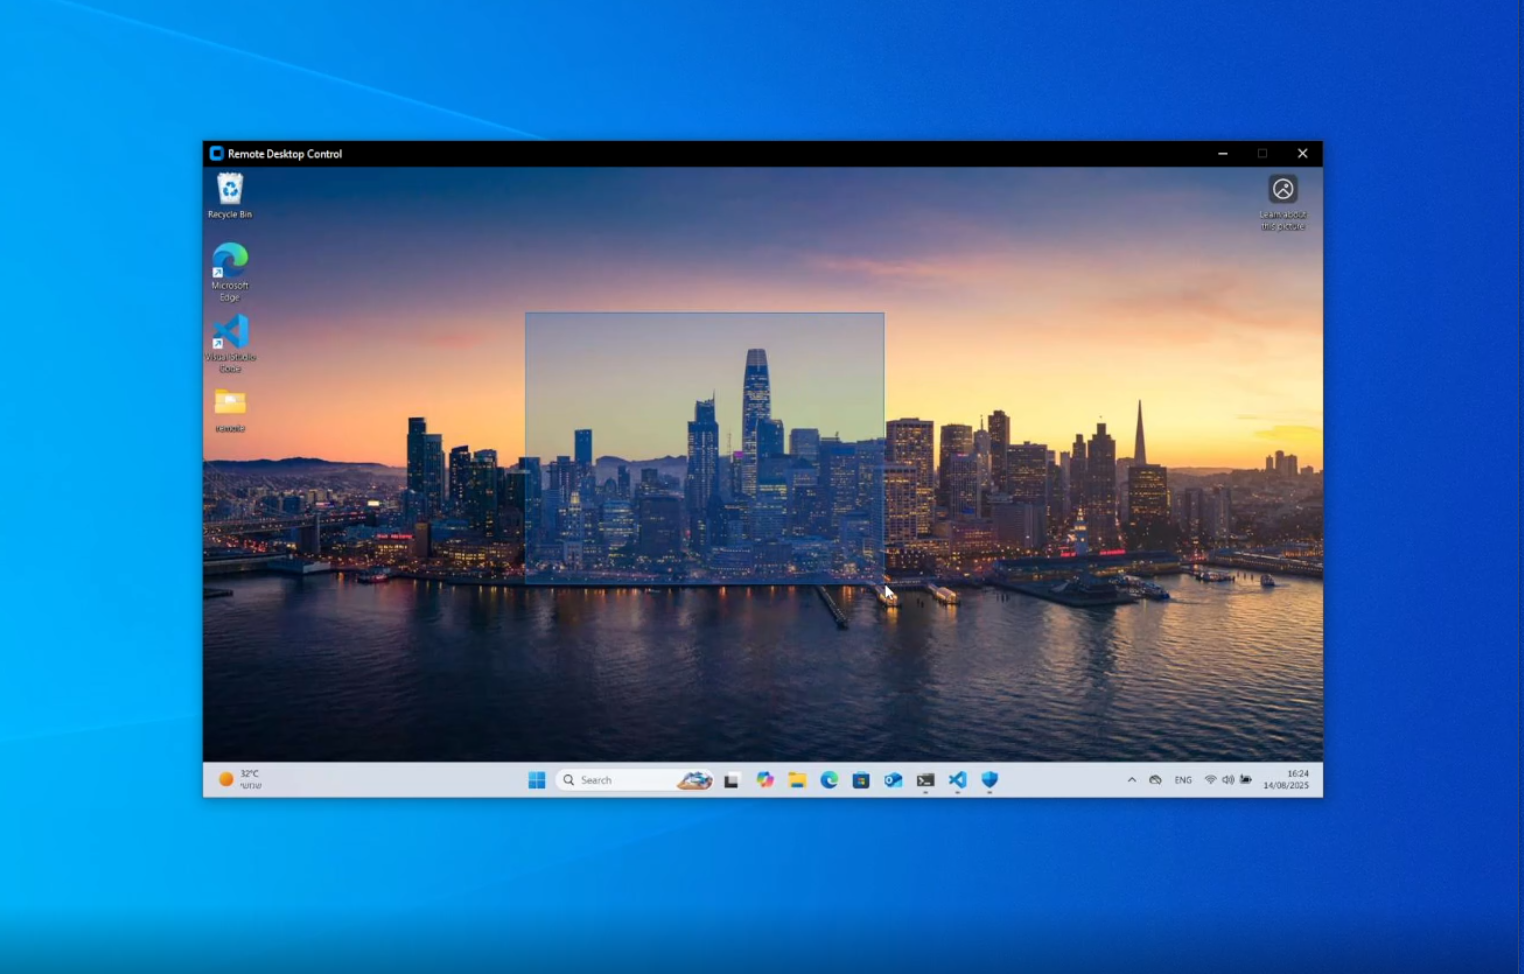 Remote Desktop Control
Recycle Bin
Learn about
this picture
Microsoft
Edge
Visual Studio
Code
remote
32°C
שמשי
Search
ENG
16:24
14/08/2025